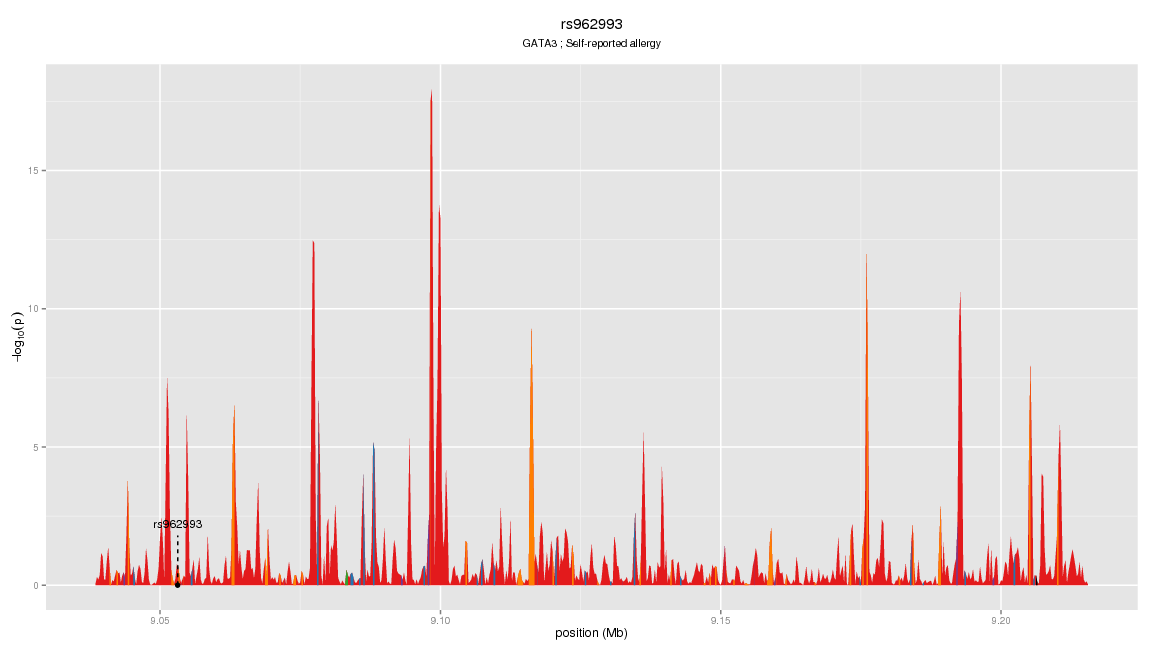 rs962993
GATA3 ; Self-reported allergy
−log10(p)
15
10
5
0
rs962993
9.05
9.10
9.15
9.20
position (Mb)